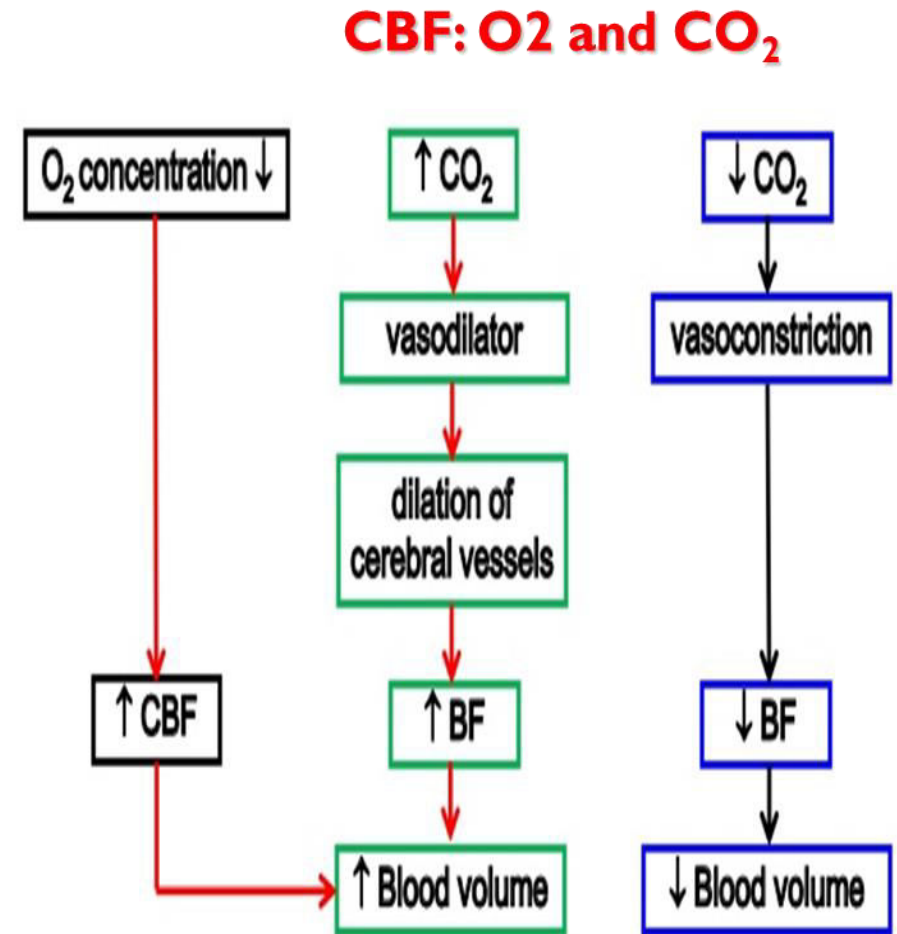 CBF: O2 and CO₂
O₂ concentration ↓
↑ CO₂
↓ CO₂
vasodilator
vasoconstriction
dilation of
cerebral vessels
↑ CBF
↑ BF
↓ BF
↑ Blood volume
↓ Blood volume